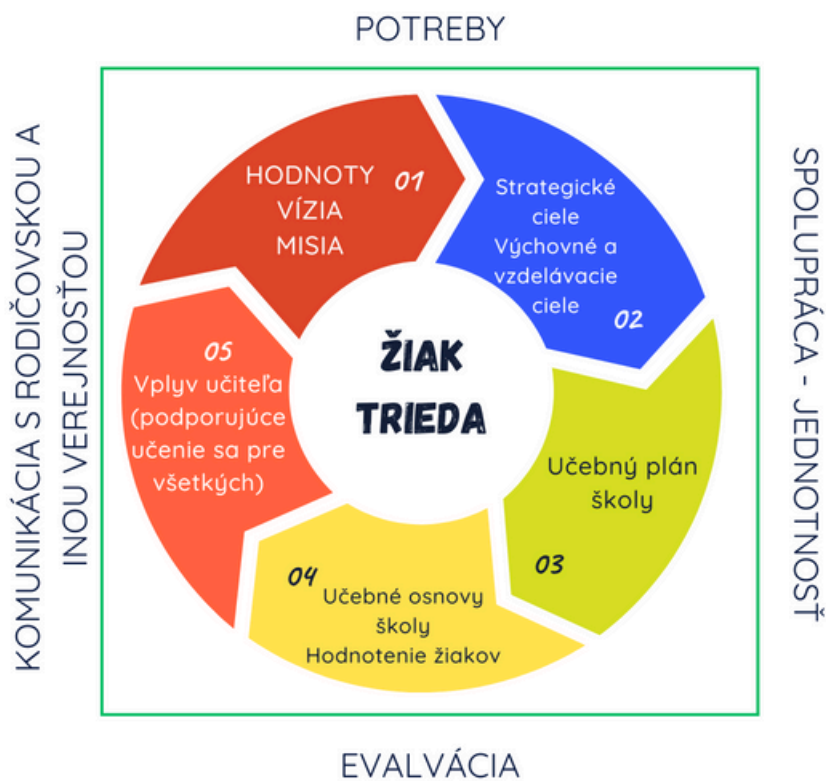 POTREBY
HODNOTY
VÍZIA
MISIA
01
Strategické
ciele
Výchovné a
vzdelávacie
ciele
02
Učebný plán
školy
03
04
Učebné osnovy
školy
Hodnotenie žiakov
05
Vplyv učiteľa
(podporujúce
učenie sa pre
všetkých)
ŽIAK
TRIEDA
KOMUNIKÁCIA S RODIČOVSKOU A
INOU VEREJNOSŤOU
SPOLUPRÁCA - JEDNOTNOSŤ
EVALVÁCIA